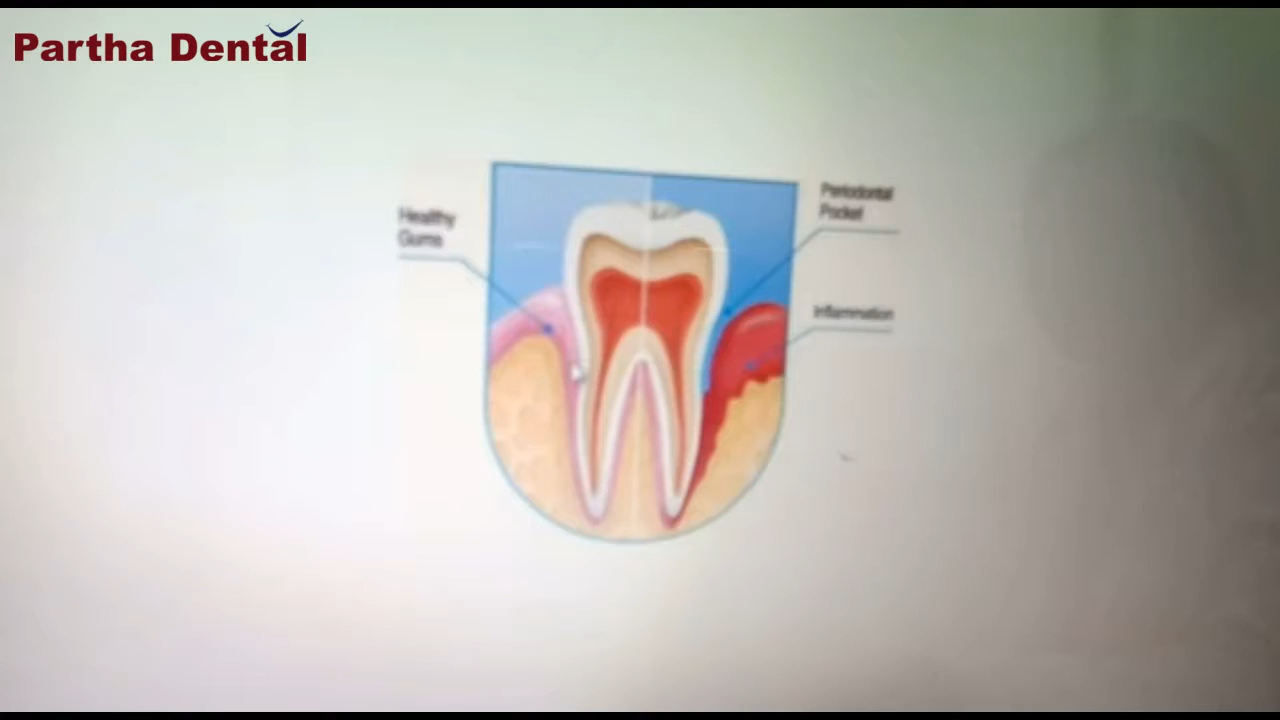 Partha Dental
Healthy
Gums
Periodontal
Pocket
Inflammation